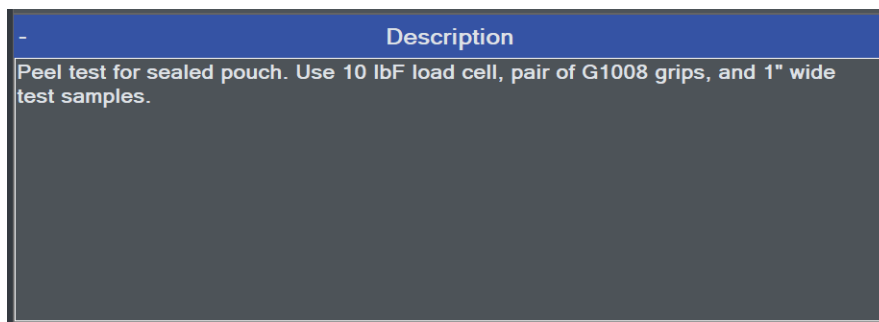 - Description
Peel test for sealed pouch. Use 10 lbF load cell, pair of G1008 grips, and 1" wide
test samples.